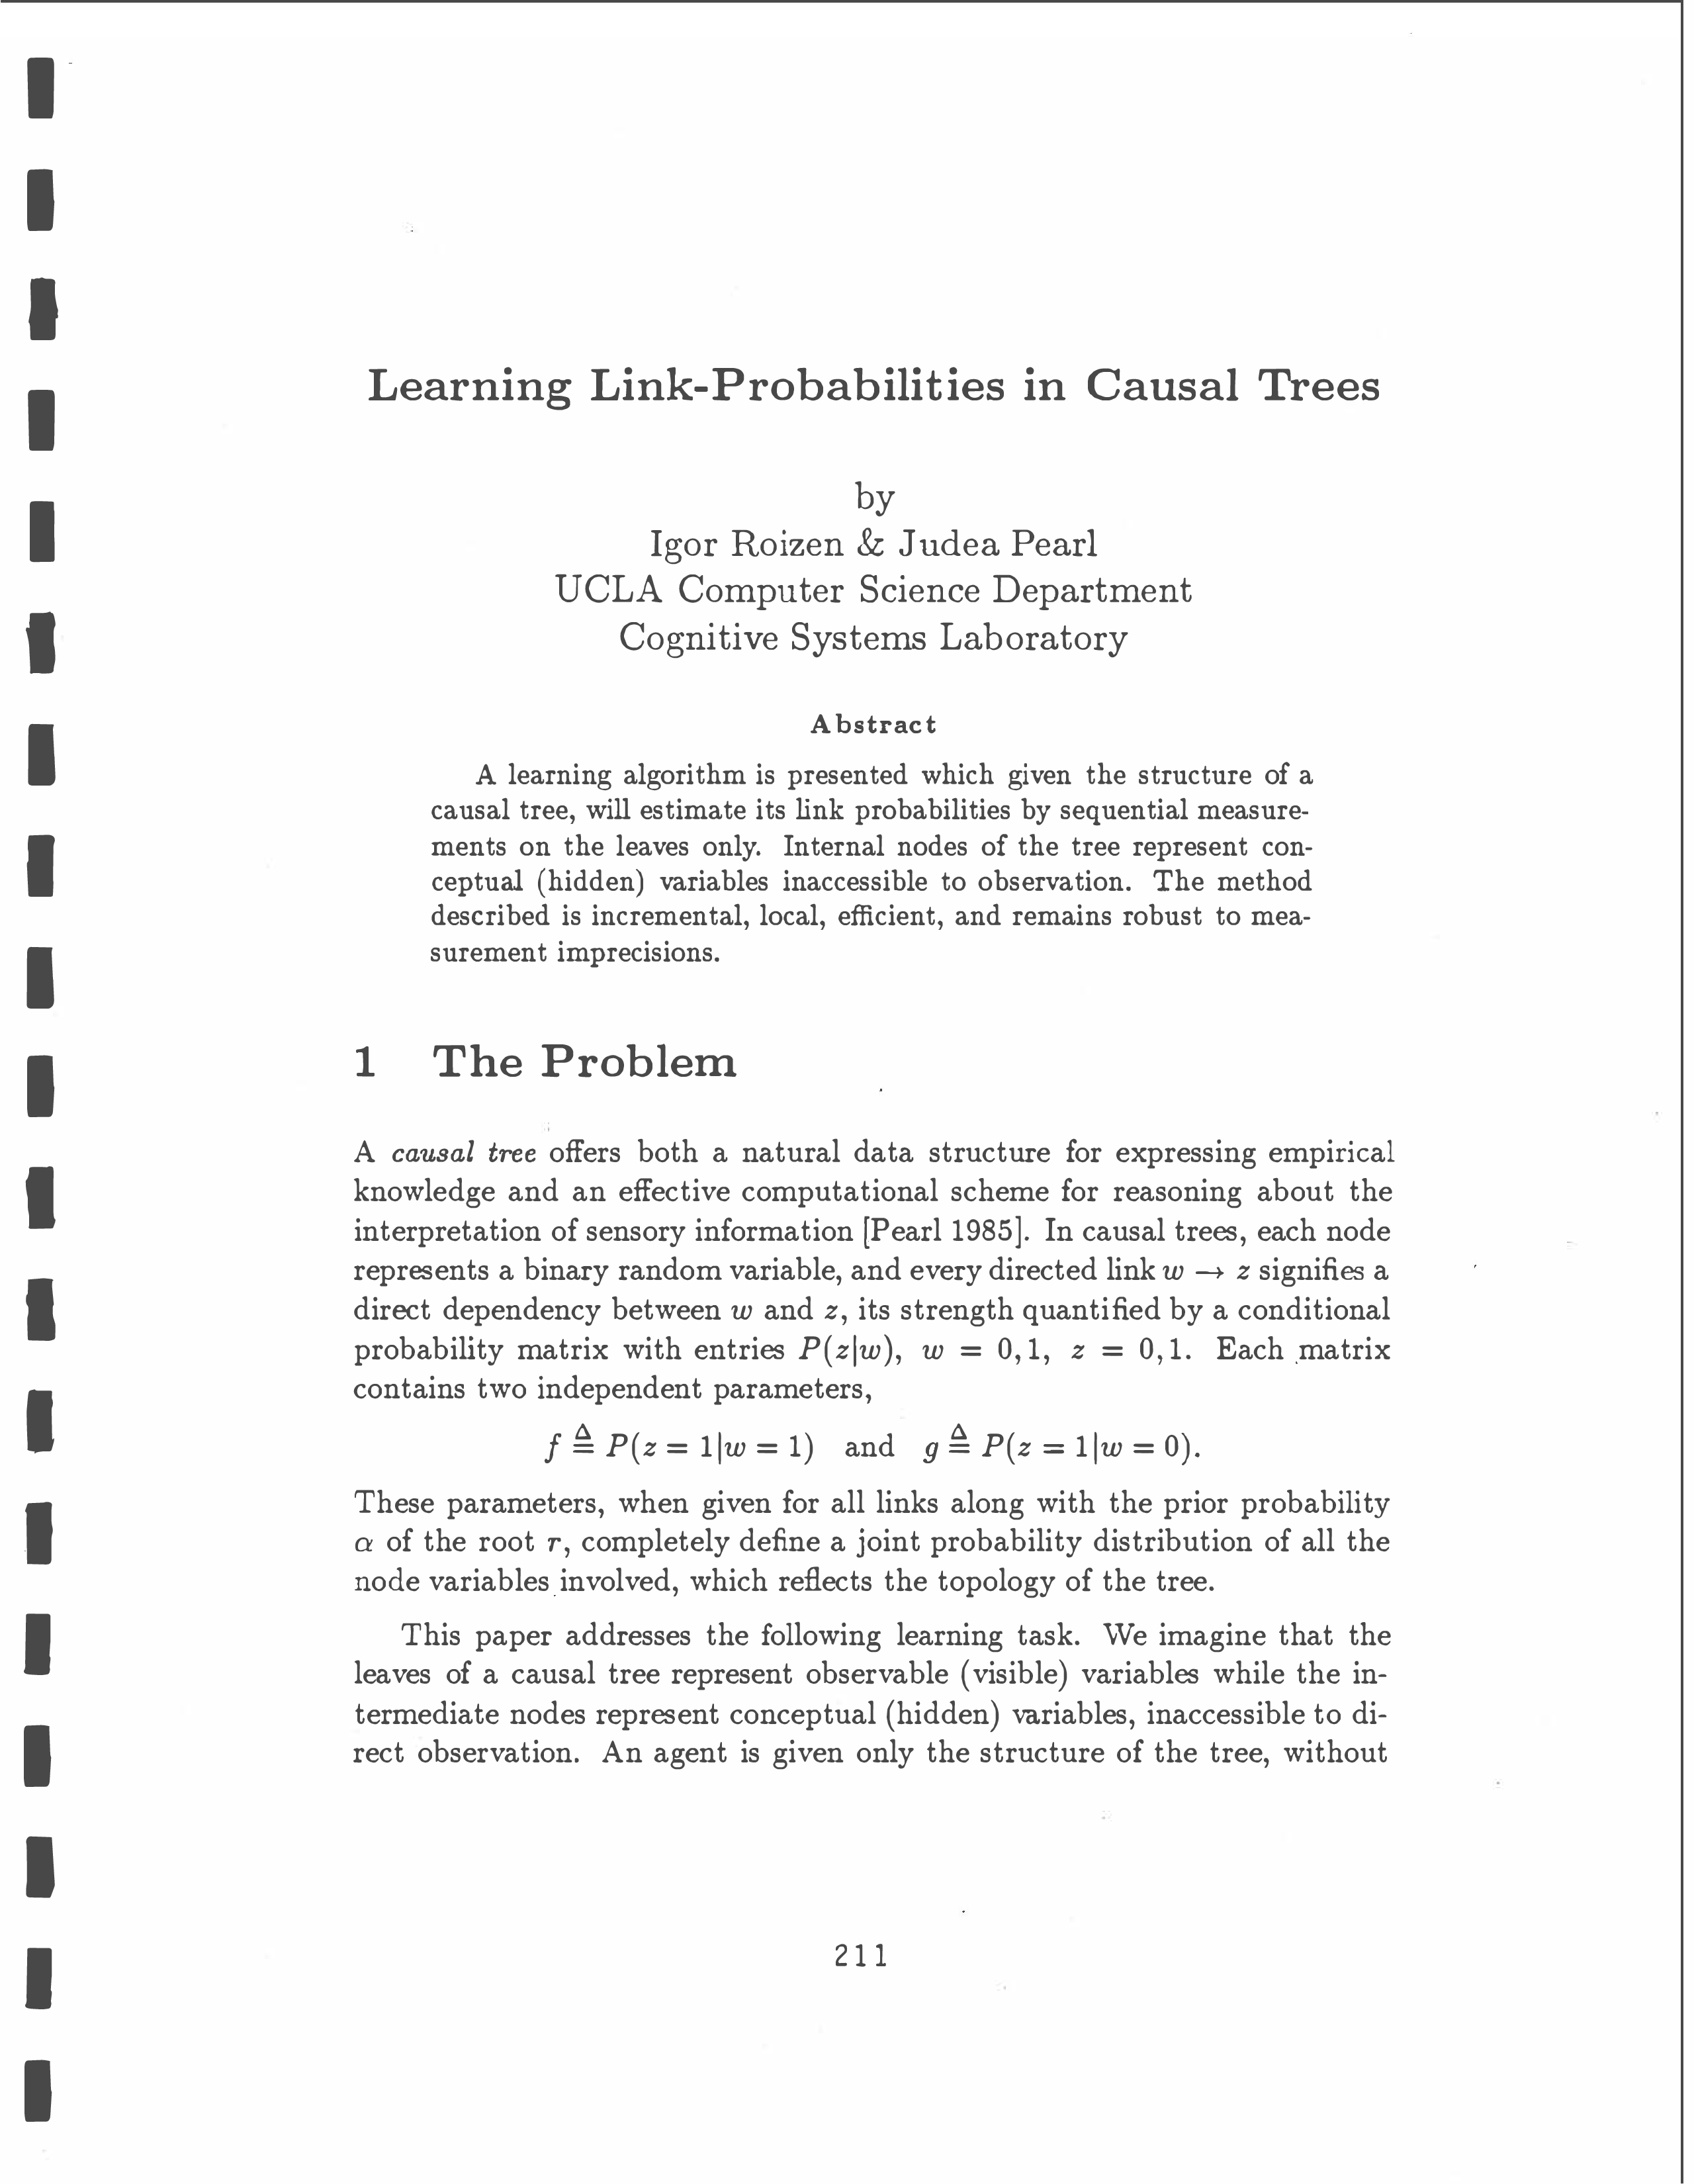 Learning Link-Probabilities in Causal Trees
by
Igor Roizen & Judea Pearl
UCLA Computer Science Department
Cognitive Systems Laboratory
Abstract
A learning algorithm is presented which given the structure of a
causal tree, will estimate its link probabilities by sequential measure-
ments on the leaves only. Internal nodes of the tree represent con-
ceptual (hidden) variables inaccessible to observation. The method
described is incremental, local, efficient, and remains robust to mea-
surement imprecisions.
1 The Problem
A causal tree offers both a natural data structure for expressing empirical
knowledge and an effective computational scheme for reasoning about the
interpretation of sensory information [Pearl 1985]. In causal trees, each node
represents a binary random variable, and every directed link w → z signifies a
direct dependency between w and z, its strength quantified by a conditional
probability matrix with entries P(z|w), w = 0,1, z = 0,1. Each matrix
contains two independent parameters,
f ≜ P(z = 1|w = 1) and g ≜ P(z = 1|w = 0).
These parameters, when given for all links along with the prior probability
α of the root r, completely define a joint probability distribution of all the
node variables involved, which reflects the topology of the tree.
This paper addresses the following learning task. We imagine that the
leaves of a causal tree represent observable (visible) variables while the in-
termediate nodes represent conceptual (hidden) variables, inaccessible to di-
rect observation. An agent is given only the structure of the tree, without
211